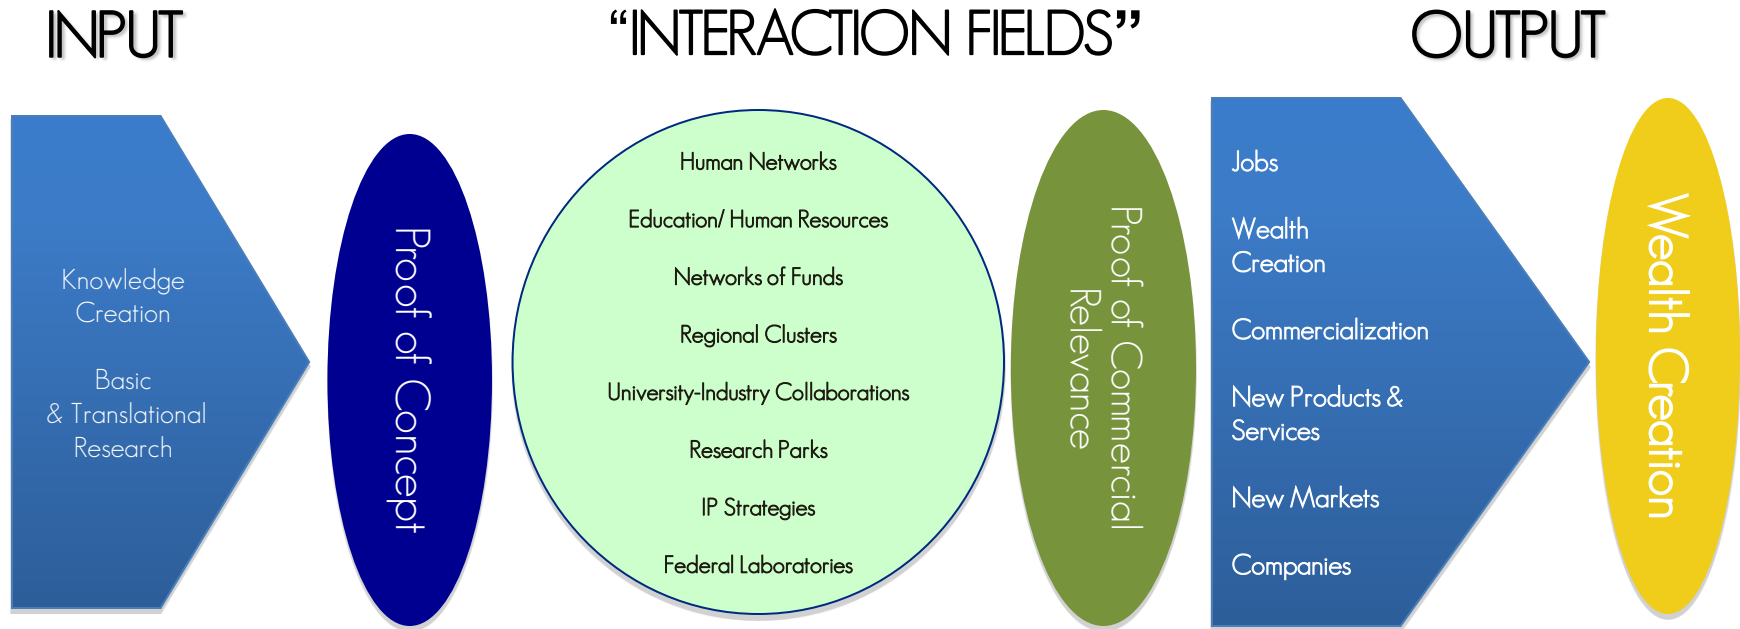 INPUT
“INTERACTION FIELDS”
OUTPUT
Knowledge
Creation
Basic
& Translational
Research
Proof of Concept
Human Networks
Education/ Human Resources
Networks of Funds
Regional Clusters
University-Industry Collaborations
Research Parks
IP Strategies
Federal Laboratories
Proof of Commercial
Relevance
Jobs
Wealth
Creation
Commercialization
New Products &
Services
New Markets
Companies
Wealth Creation